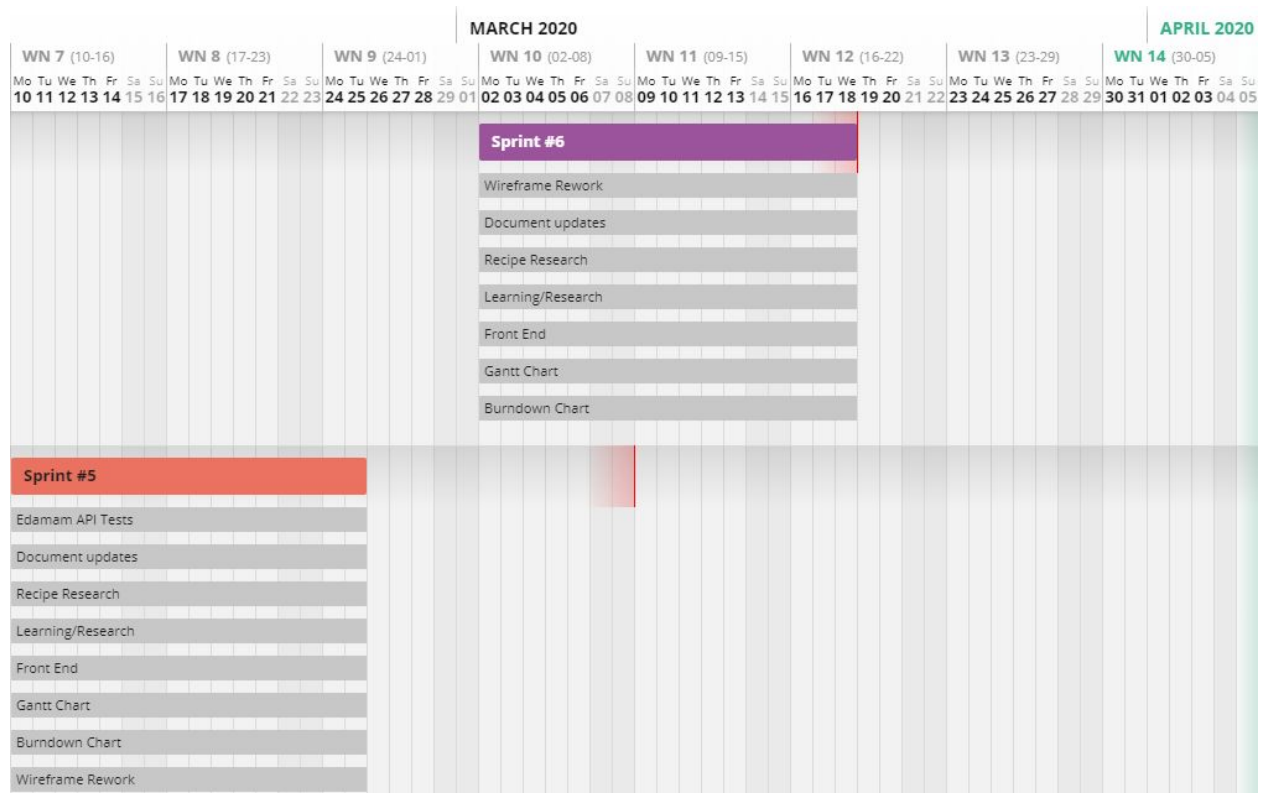 MARCH 2020 APRIL 2020
WN 7 (10-16) WN 8 (17-23) WN 9 (24-01) WN 10 (02-08) WN 11 (09-15) WN 12 (16-22) WN 13 (23-29) WN 14 (30-05)
Mo Tu We Th Fr Sa Su Mo Tu We Th Fr Sa Su Mo Tu We Th Fr Sa Su Mo Tu We Th Fr Sa Su Mo Tu We Th Fr Sa Su Mo Tu We Th Fr Sa Su Mo Tu We Th Fr Sa Su Mo Tu We Th Fr Sa Su
10 11 12 13 14 15 16 17 18 19 20 21 22 23 24 25 26 27 28 29 01 02 03 04 05 06 07 08 09 10 11 12 13 14 15 16 17 18 19 20 21 22 23 24 25 26 27 28 29 30 31 01 02 03 04 05
Sprint #6
Wireframe Rework
Document updates
Recipe Research
Learning/Research
Front End
Gantt Chart
Burndown Chart
Sprint #5
Edamam API Tests
Document updates
Recipe Research
Learning/Research
Front End
Gantt Chart
Burndown Chart
Wireframe Rework